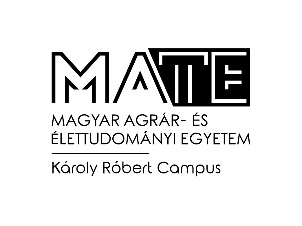 MATE
MAGYAR AGRÁR- ÉS
ÉLETTUDOMÁNYI EGYETEM
Károly Róbert Campus